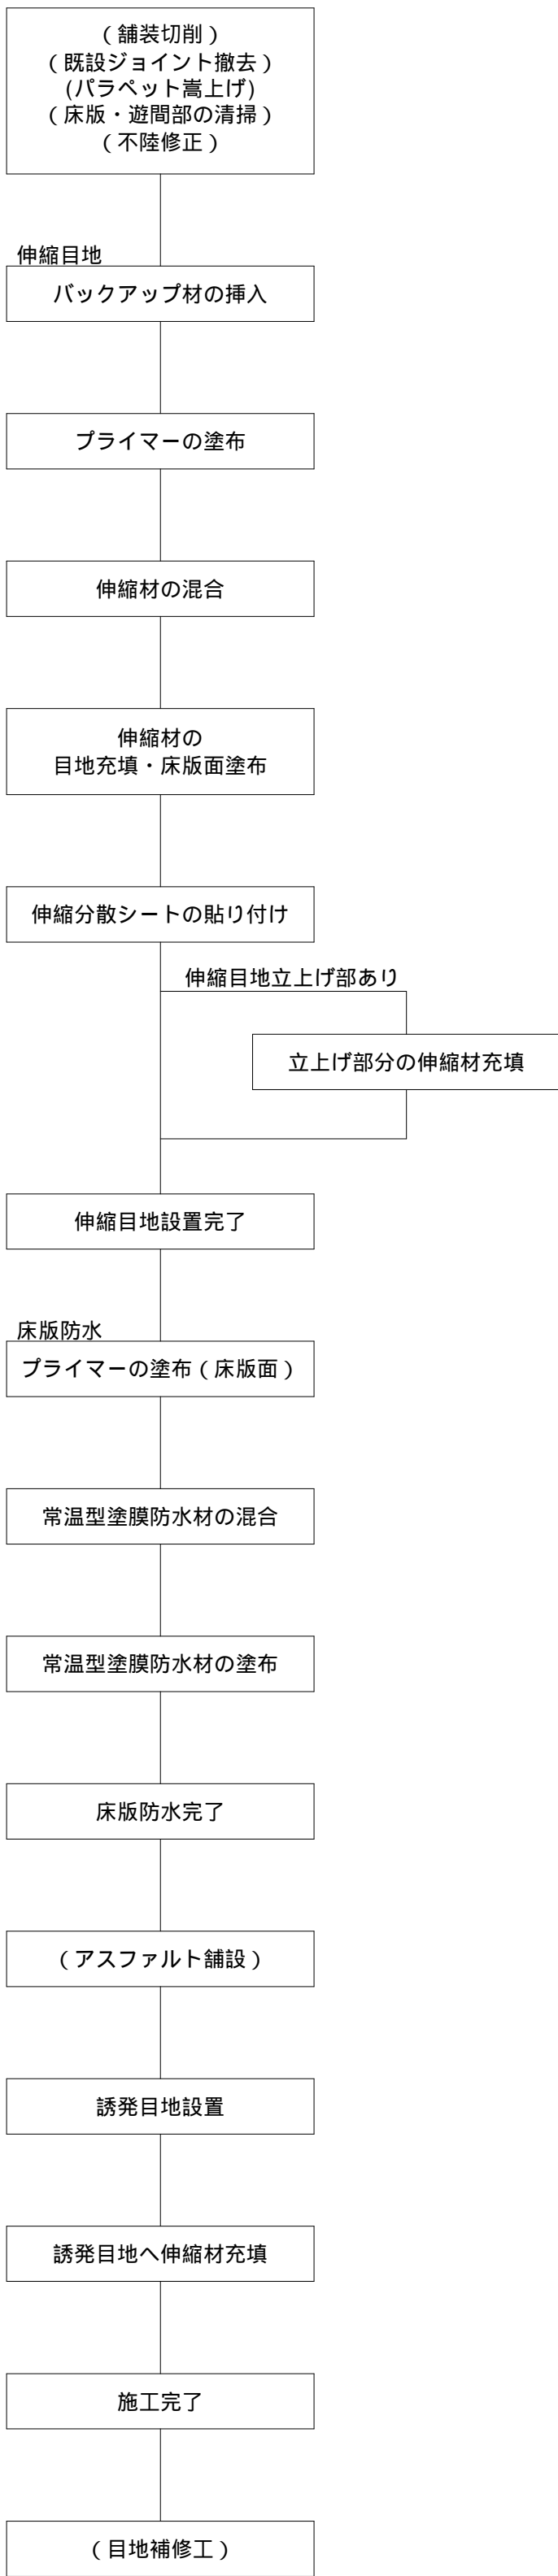 （舗装切削）
（既設ジョイント撤去）
(パラペット嵩上げ)
（床版・遊間部の清掃）
（不陸修正）
伸縮目地
バックアップ材の挿入
プライマーの塗布
伸縮材の混合
伸縮材の
目地充填・床版面塗布
伸縮分散シートの貼り付け
伸縮目地立上げ部あり
立上げ部分の伸縮材充填
伸縮目地設置完了
床版防水
プライマーの塗布（床版面）
常温型塗膜防水材の混合
常温型塗膜防水材の塗布
床版防水完了
（アスファルト舗設）
誘発目地設置
誘発目地へ伸縮材充填
施工完了
（目地補修工）